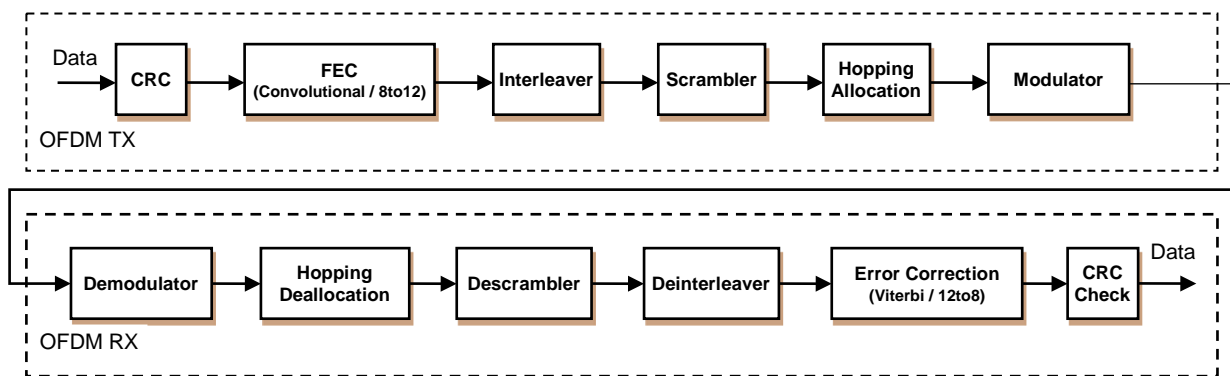 Data
CRC
FEC
(Convolutional / 8to12)
Interleaver
Scrambler
Hopping
Allocation
Modulator
OFDM TX
Demodulator
Hopping
Deallocation
Descrambler
Deinterleaver
Error Correction
(Viterbi / 12to8)
CRC
Check
Data
OFDM RX